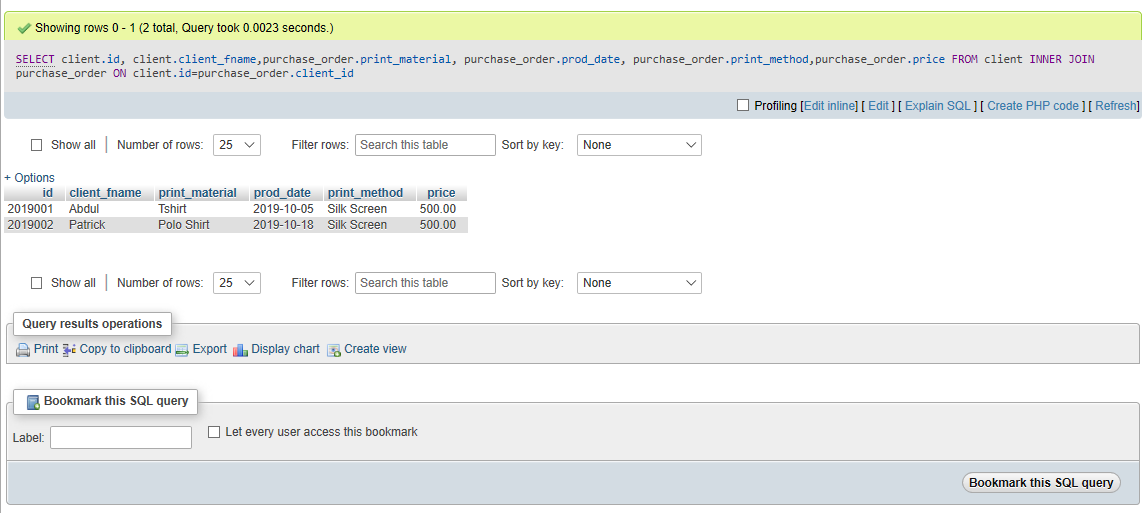 Showing rows 0 - 1 (2 total, Query took 0.0023 seconds.)
SELECT client.id, client.client_fname,purchase_order.print_material, purchase_order.prod_date, purchase_order.print_method,purchase_order.price FROM client INNER JOIN
purchase_order ON client.id=purchase_order.client_id
Profiling [Edit inline] [ Edit ] [ Explain SQL ] [ Create PHP code ] [ Refresh]
Show all | Number of rows: 25 Filter rows: Search this table Sort by key: None
+ Options
id client_fname print_material prod_date print_method price
2019001 Abdul Tshirt 2019-10-05 Silk Screen 500.00
2019002 Patrick Polo Shirt 2019-10-18 Silk Screen 500.00
Show all | Number of rows: 25 Filter rows: Search this table Sort by key: None
Query results operations
Print Copy to clipboard Export Display chart Create view
Bookmark this SQL query
Label: Let every user access this bookmark
Bookmark this SQL query